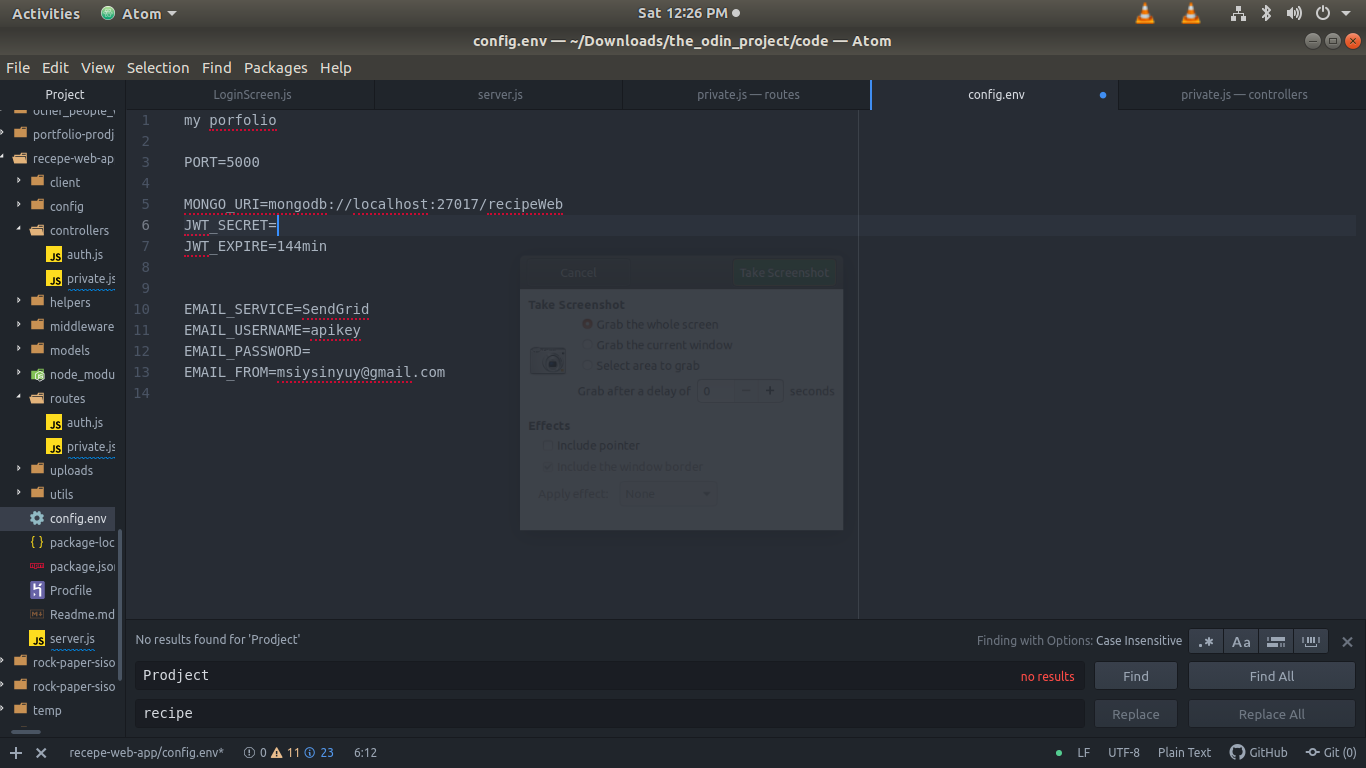 Activities
Atom
Sat 12:26 PM
config.env — ~/Downloads/the_odin_project/code — Atom
File Edit View Selection Find Packages Help
Project
LoginScreen.js
server.js
private.js — routes
config.env
private.js — controllers
portfolio-prodj
recepe-web-ap
client
config
controllers
auth.js
private.js
helpers
middleware
models
node_modu
routes
auth.js
private.js
uploads
utils
config.env
package-loc
package.jso
Procfile
Readme.md
server.js
rock-paper-siso
rock-paper-siso
temp
1 my porfolio
2
3 PORT=5000
4
5 MONGO_URI=mongodb://localhost:27017/recipeWeb
6 JWT_SECRET=
7 JWT_EXPIRE=144min
8
9
10 EMAIL_SERVICE=SendGrid
11 EMAIL_USERNAME=apikey
12 EMAIL_PASSWORD=
13 EMAIL_FROM=msiysinyuy@gmail.com
14
Cancel
Take Screenshot
Take Screenshot
Grab the whole screen
Grab the current window
Select area to grab
Grab after a delay of 0 − + seconds
Effects
Include pointer
Include the window border
Apply effect: None
No results found for 'Prodject'
Finding with Options: Case Insensitive
.* Aa
Prodject
no results
Find
Find All
recipe
Replace
Replace All
recepe-web-app/config.env*
0 11 23
6:12
LF
UTF-8
Plain Text
GitHub
Git (0)